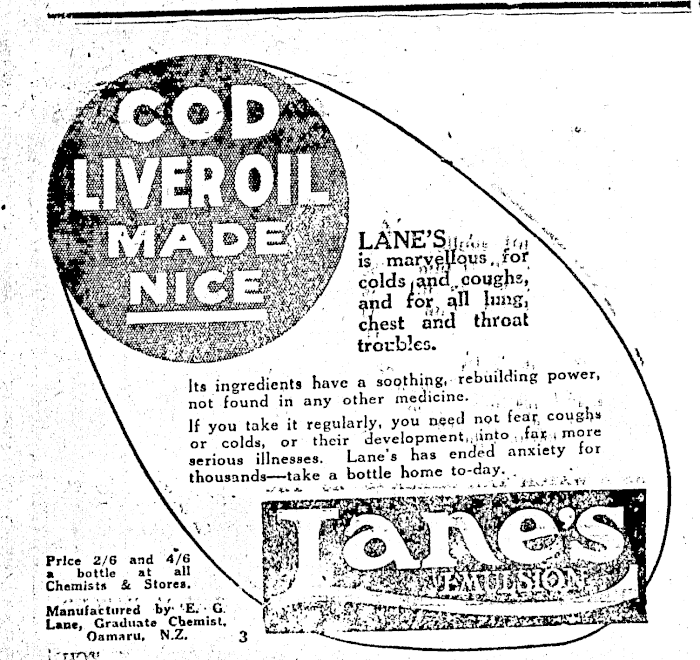 COD
LIVER OIL
MADE
NICE
LANE'S
is marvellous for
colds and coughs,
and for all lung,
chest and throat
troubles.
Its ingredients have a soothing, rebuilding power,
not found in any other medicine.
If you take it regularly, you need not fear coughs
or colds, or their development into far more
serious illnesses. Lane's has ended anxiety for
thousands—take a bottle home to-day.
Lane's
EMULSION
Price 2/6 and 4/6
a bottle at all
Chemists & Stores.
Manufactured by E. G.
Lane, Graduate Chemist,
Oamaru, N.Z. 3